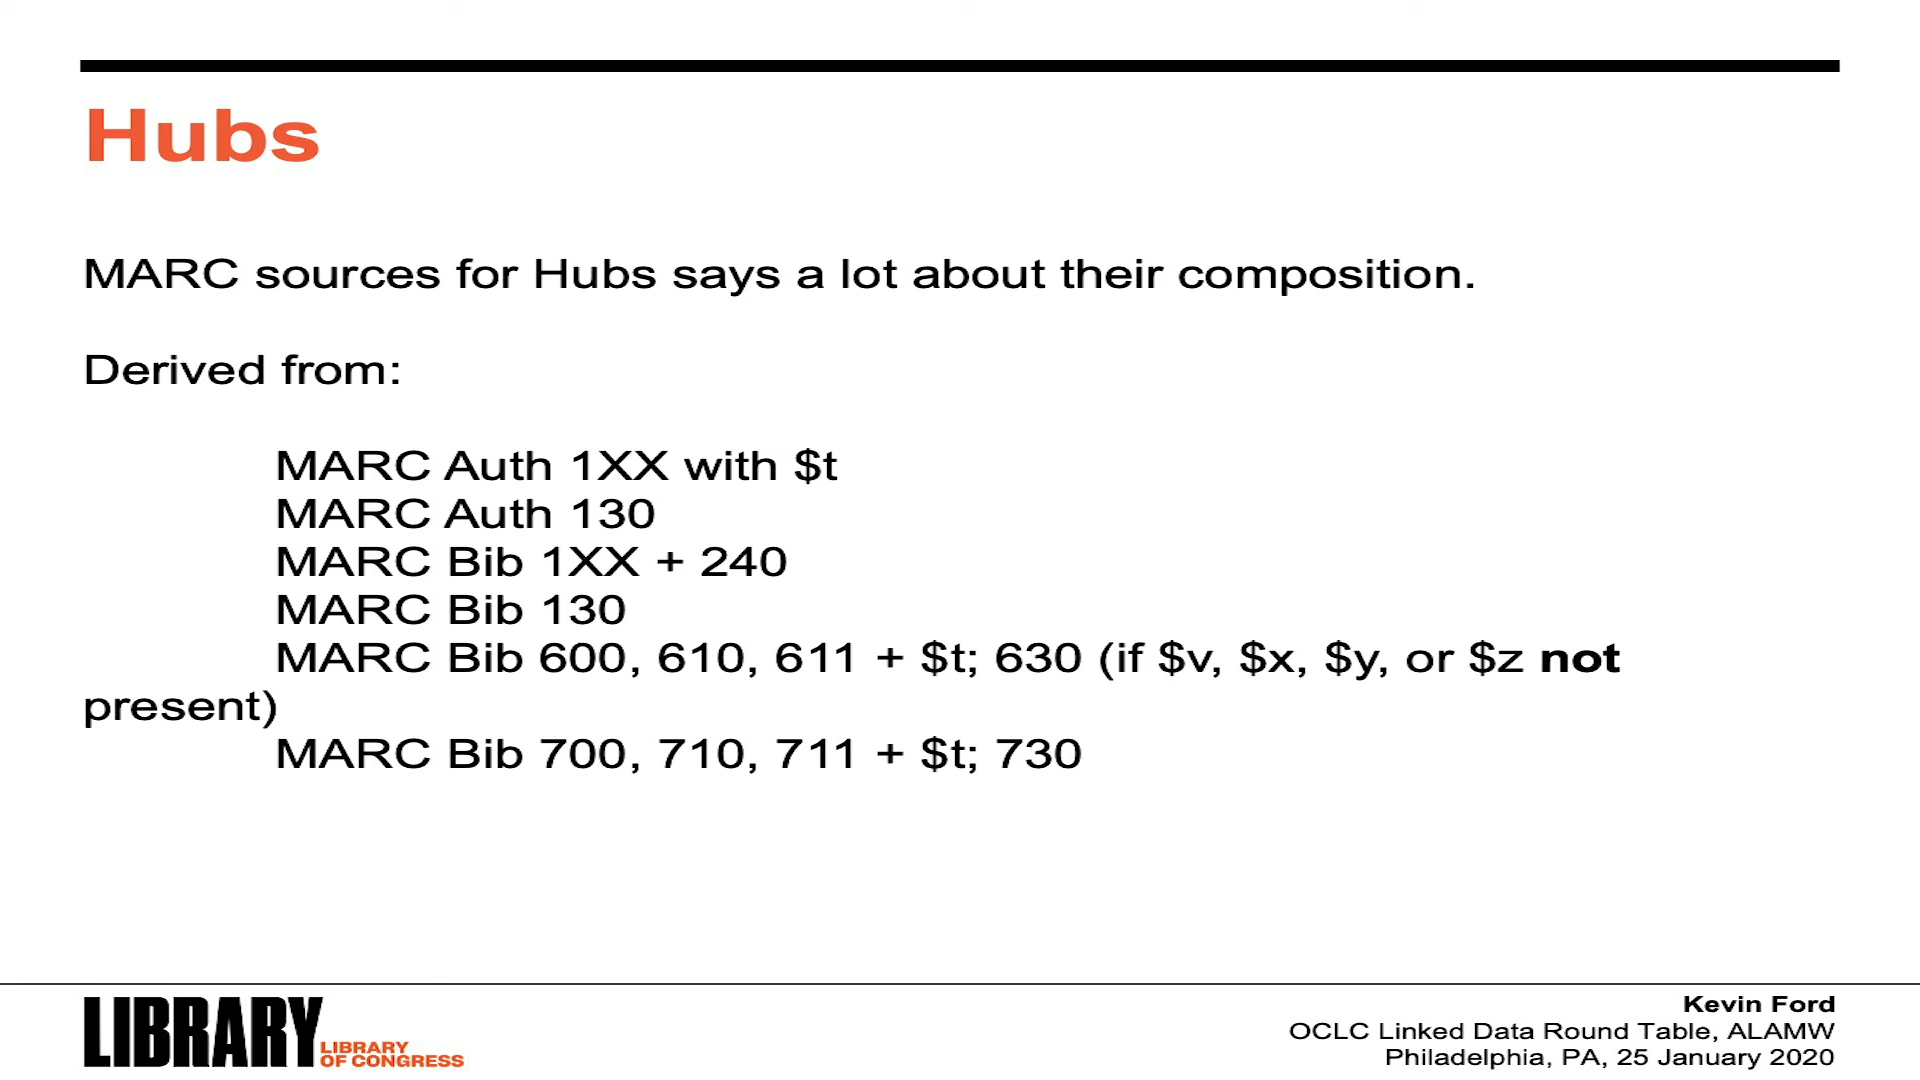 Hubs
MARC sources for Hubs says a lot about their composition.
Derived from:
MARC Auth 1XX with $t
MARC Auth 130
MARC Bib 1XX + 240
MARC Bib 130
MARC Bib 600, 610, 611 + $t; 630 (if $v, $x, $y, or $z not
present)
MARC Bib 700, 710, 711 + $t; 730
LIBRARY
LIBRARY
OF CONGRESS
Kevin Ford
OCLC Linked Data Round Table, ALAMW
Philadelphia, PA, 25 January 2020